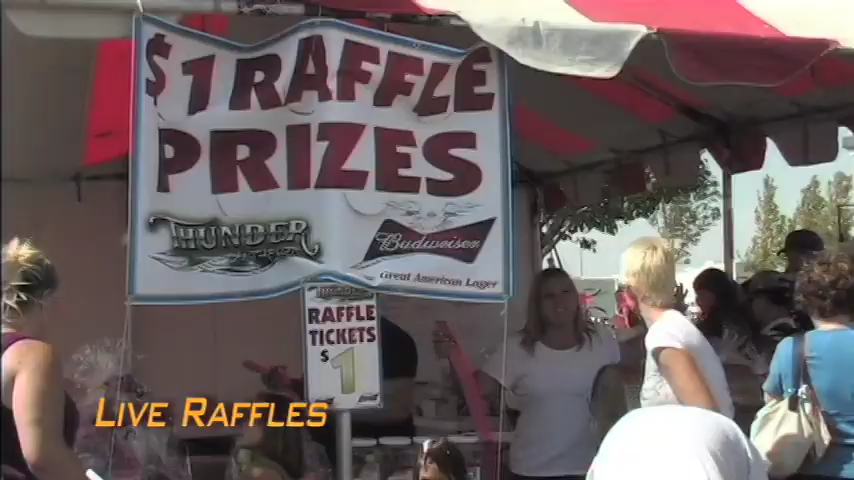 $1 RAFFLE
PRIZES
THUNDER
Budweiser
Great American Lager
RAFFLE
TICKETS
$1
LIVE RAFFLES